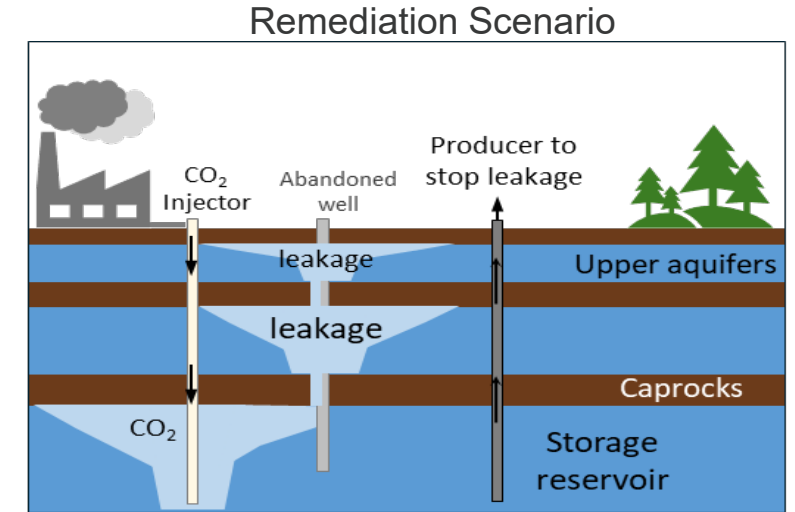 Remediation Scenario
CO₂
Injector
Abandoned
well
Producer to
stop leakage
leakage
Upper aquifers
leakage
Caprocks
CO₂
Storage
reservoir